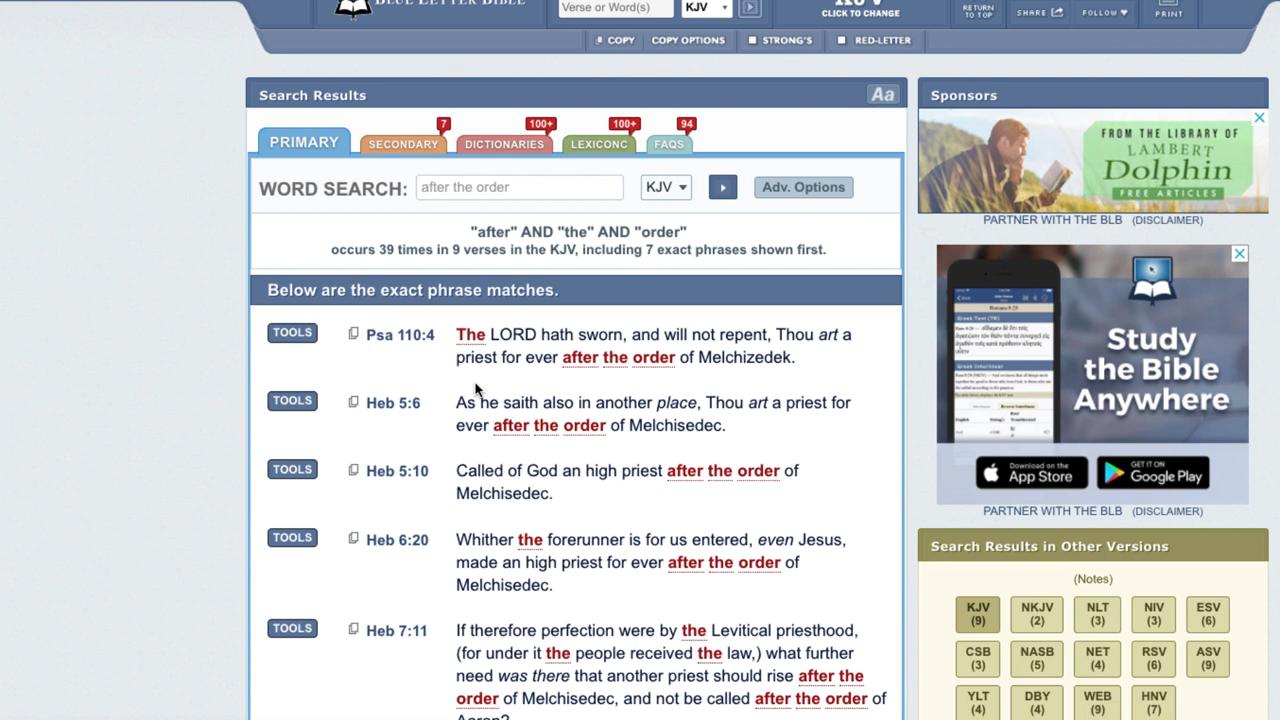 BLUE LETTER BIBLE
Verse or Word(s)
KJV
KJV
CLICK TO CHANGE
RETURN
TO TOP
SHARE
FOLLOW
PRINT
COPY
COPY OPTIONS
STRONG'S
RED-LETTER
Search Results
Aa
PRIMARY
SECONDARY
7
DICTIONARIES
100+
LEXICONC
100+
FAQS
94
WORD SEARCH:
after the order
KJV
Adv. Options
"after" AND "the" AND "order"
occurs 39 times in 9 verses in the KJV, including 7 exact phrases shown first.
Below are the exact phrase matches.
TOOLS
Psa 110:4
The LORD hath sworn, and will not repent, Thou art a
priest for ever after the order of Melchizedek.
TOOLS
Heb 5:6
As he saith also in another place, Thou art a priest for
ever after the order of Melchisedec.
TOOLS
Heb 5:10
Called of God an high priest after the order of
Melchisedec.
TOOLS
Heb 6:20
Whither the forerunner is for us entered, even Jesus,
made an high priest for ever after the order of
Melchisedec.
TOOLS
Heb 7:11
If therefore perfection were by the Levitical priesthood,
(for under it the people received the law,) what further
need was there that another priest should rise after the
order of Melchisedec, and not be called after the order of
Aaron?
Sponsors
FROM THE LIBRARY OF
LAMBERT
Dolphin
FREE ARTICLES
PARTNER WITH THE BLB (DISCLAIMER)
Study
the Bible
Anywhere
Download on the
App Store
GET IT ON
Google Play
PARTNER WITH THE BLB (DISCLAIMER)
Search Results in Other Versions
(Notes)
KJV
(9)
NKJV
(2)
NLT
(3)
NIV
(3)
ESV
(6)
CSB
(3)
NASB
(5)
NET
(4)
RSV
(6)
ASV
(9)
YLT
(4)
DBY
(4)
WEB
(9)
HNV
(7)